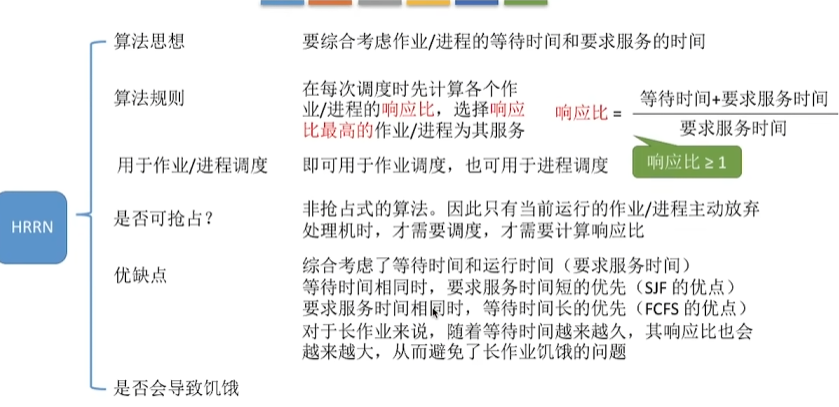 算法思想
要综合考虑作业/进程的等待时间和要求服务的时间
算法规则
在每次调度时先计算各个作
业/进程的响应比，选择响应
比最高的作业/进程为其服务
响应比 =
等待时间+要求服务时间
要求服务时间
响应比 ≥ 1
用于作业/进程调度
即可用于作业调度，也可用于进程调度
HRRN
是否可抢占？
非抢占式的算法。因此只有当前运行的作业/进程主动放弃
处理机时，才需要调度，才需要计算响应比
优缺点
综合考虑了等待时间和运行时间（要求服务时间）
等待时间相同时，要求服务时间短的优先（SJF 的优点）
要求服务时间相同时，等待时间长的优先（FCFS 的优点）
对于长作业来说，随着等待时间越来越久，其响应比也会
越来越大，从而避免了长作业饥饿的问题
是否会导致饥饿